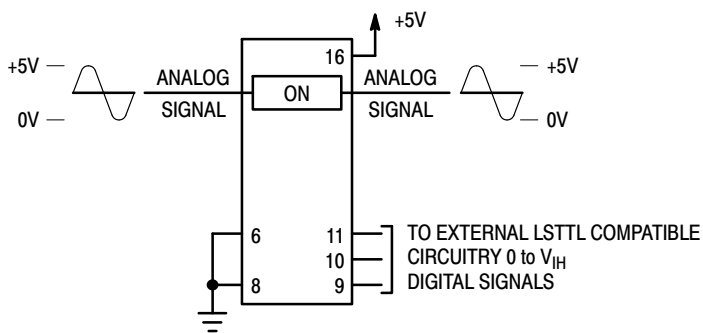 +5V
16
+5V
ANALOG
SIGNAL
ON
ANALOG
SIGNAL
+5V
0V
0V
6
11
TO EXTERNAL LSTTL COMPATIBLE
10
CIRCUITRY 0 to VIH
8
9
DIGITAL SIGNALS